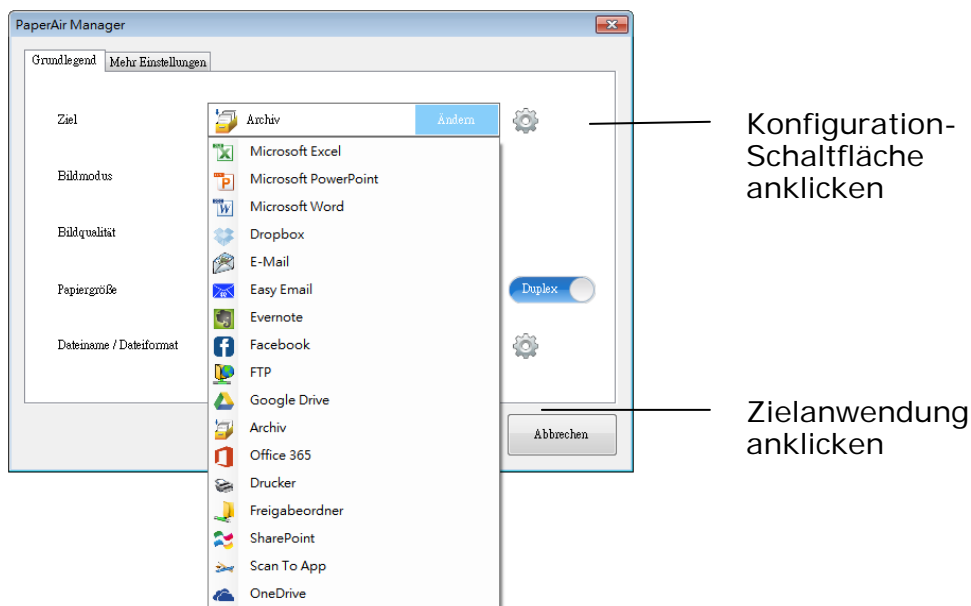 PaperAir Manager
Grundlegend Mehr Einstellungen
Ziel
Archiv Ändern
Konfiguration-
Schaltfläche
anklicken
Microsoft Excel
Bildmodus
Microsoft PowerPoint
Microsoft Word
Bildqualität
Dropbox
E-Mail
Papiergröße
Easy Email
Duplex
Evernote
Dateiname / Dateiformat
Facebook
FTP
Google Drive
Archiv
Abbrechen
Zielanwendung
anklicken
Office 365
Drucker
Freigabeordner
SharePoint
Scan To App
OneDrive